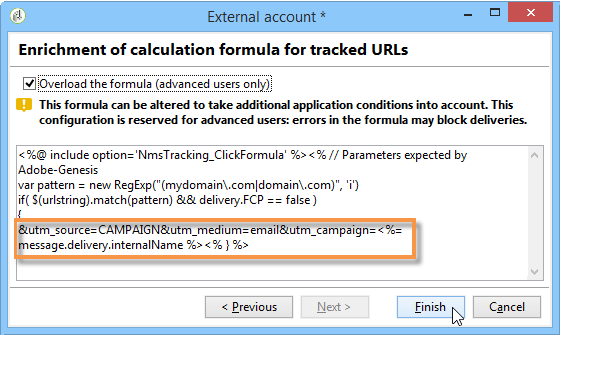 External account *
Enrichment of calculation formula for tracked URLs
Overload the formula (advanced users only)
This formula can be altered to take additional application conditions into account. This
configuration is reserved for advanced users: errors in the formula may block deliveries.
<%@ include option='NmsTracking_ClickFormula' %><% // Parameters expected by
Adobe-Genesis
var pattern = new RegExp("(mydomain\.com|domain\.com)", 'i')
if( $(urlstring).match(pattern) && delivery.FCP == false )
{
&utm_source=CAMPAIGN&utm_medium=email&utm_campaign=<%=
message.delivery.internalName %><% } %>
< Previous
Next >
Finish
Cancel